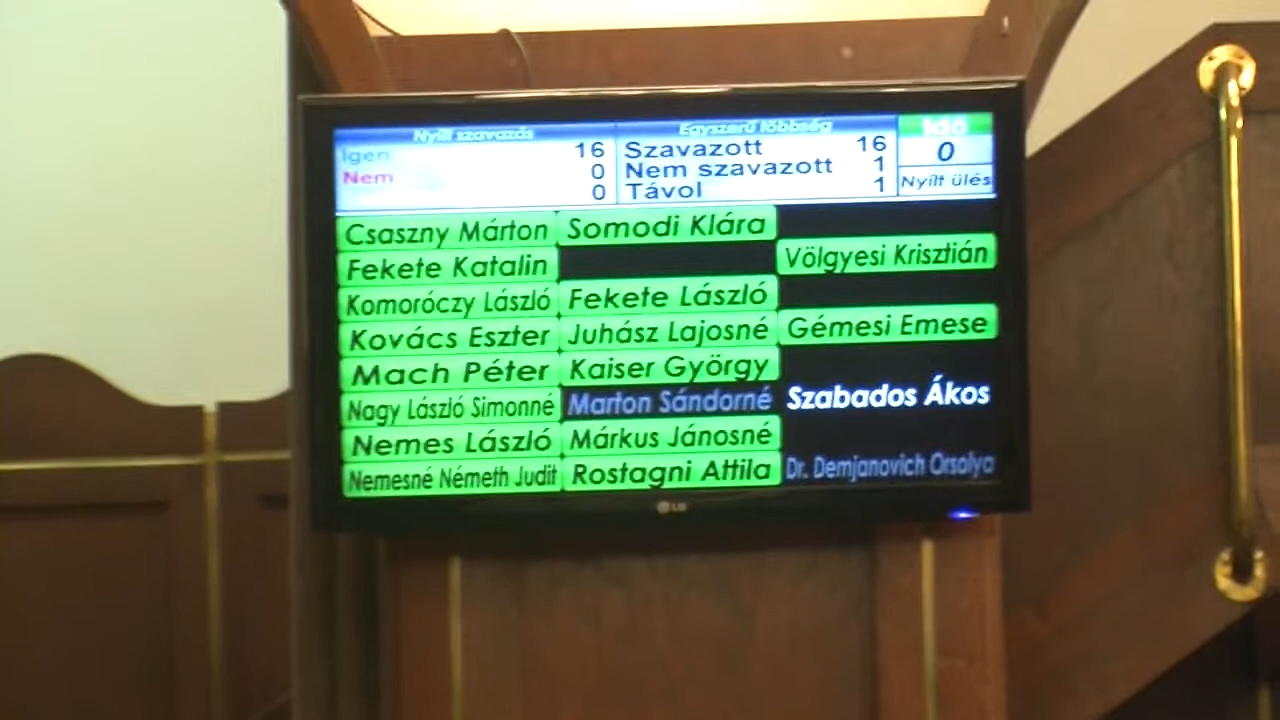 Nyílt szavazás
Igen 16
Nem 0
0
Egyszerű többség
Szavazott 16
Nem szavazott 1
Távol 1
Idő
0
Nyílt ülés
Csaszny Márton
Fekete Katalin
Komoróczy László
Kovács Eszter
Mach Péter
Nagy László Simonné
Nemes László
Nemesné Németh Judit
Somodi Klára
Fekete László
Juhász Lajosné
Kaiser György
Marton Sándorné
Márkus Jánosné
Rostagni Attila
Völgyesi Krisztián
Gémesi Emese
Szabados Ákos
Dr. Demjanovich Orsolya
LG